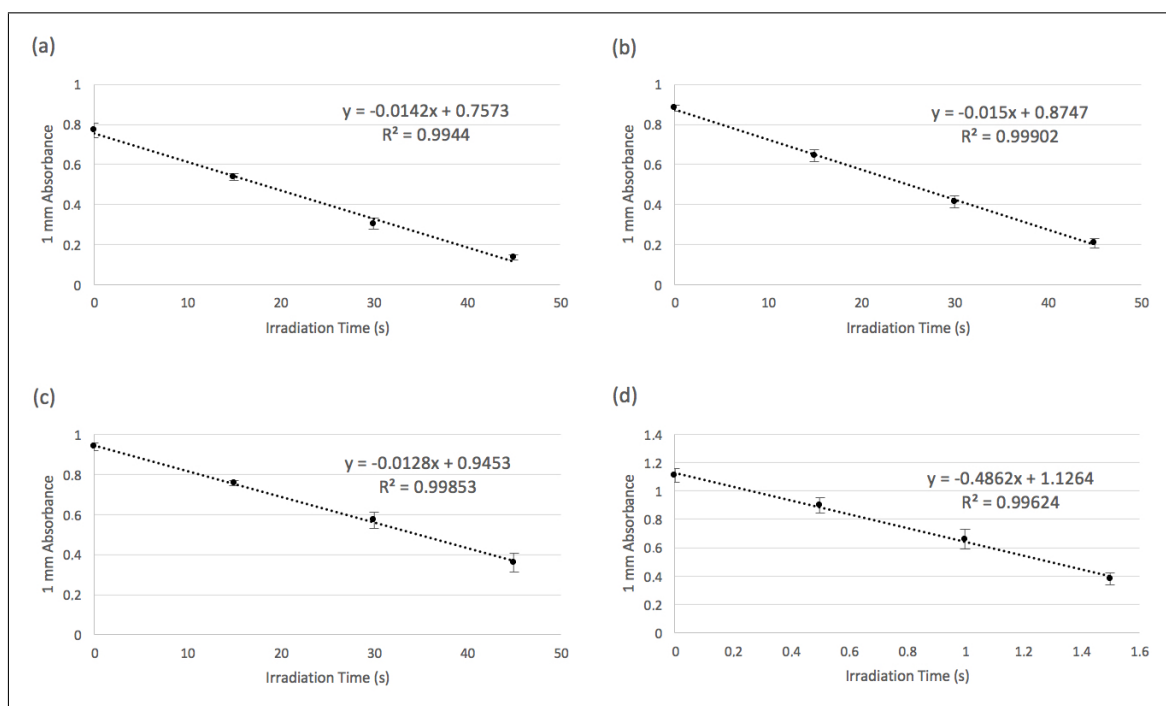 (a)
1
0.8
0.6
0.4
0.2
0
0 10 20 30 40 50
1 mm Absorbance
Irradiation Time (s)
y = -0.0142x + 0.7573
R² = 0.9944
(b)
1
0.8
0.6
0.4
0.2
0
0 10 20 30 40 50
1 mm Absorbance
Irradiation Time (s)
y = -0.015x + 0.8747
R² = 0.99902
(c)
1
0.8
0.6
0.4
0.2
0
0 10 20 30 40 50
1 mm Absorbance
Irradiation Time (s)
y = -0.0128x + 0.9453
R² = 0.99853
(d)
1.4
1.2
1
0.8
0.6
0.4
0.2
0
0 0.2 0.4 0.6 0.8 1 1.2 1.4 1.6
1 mm Absorbance
Irradiation Time (s)
y = -0.4862x + 1.1264
R² = 0.99624